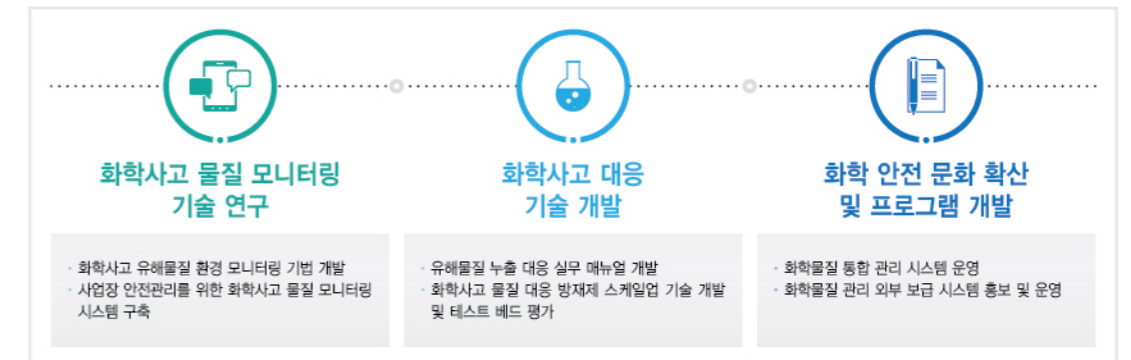 화학사고 물질 모니터링
기술 연구
· 화학사고 유해물질 환경 모니터링 기법 개발
· 사업장 안전관리를 위한 화학사고 물질 모니터링
시스템 구축
화학사고 대응
기술 개발
· 유해물질 누출 대응 실무 매뉴얼 개발
· 화학사고 물질 대응 방재제 스케일업 기술 개발
및 테스트 베드 평가
화학 안전 문화 확산
및 프로그램 개발
· 화학물질 통합 관리 시스템 운영
· 화학물질 관리 외부 보급 시스템 홍보 및 운영